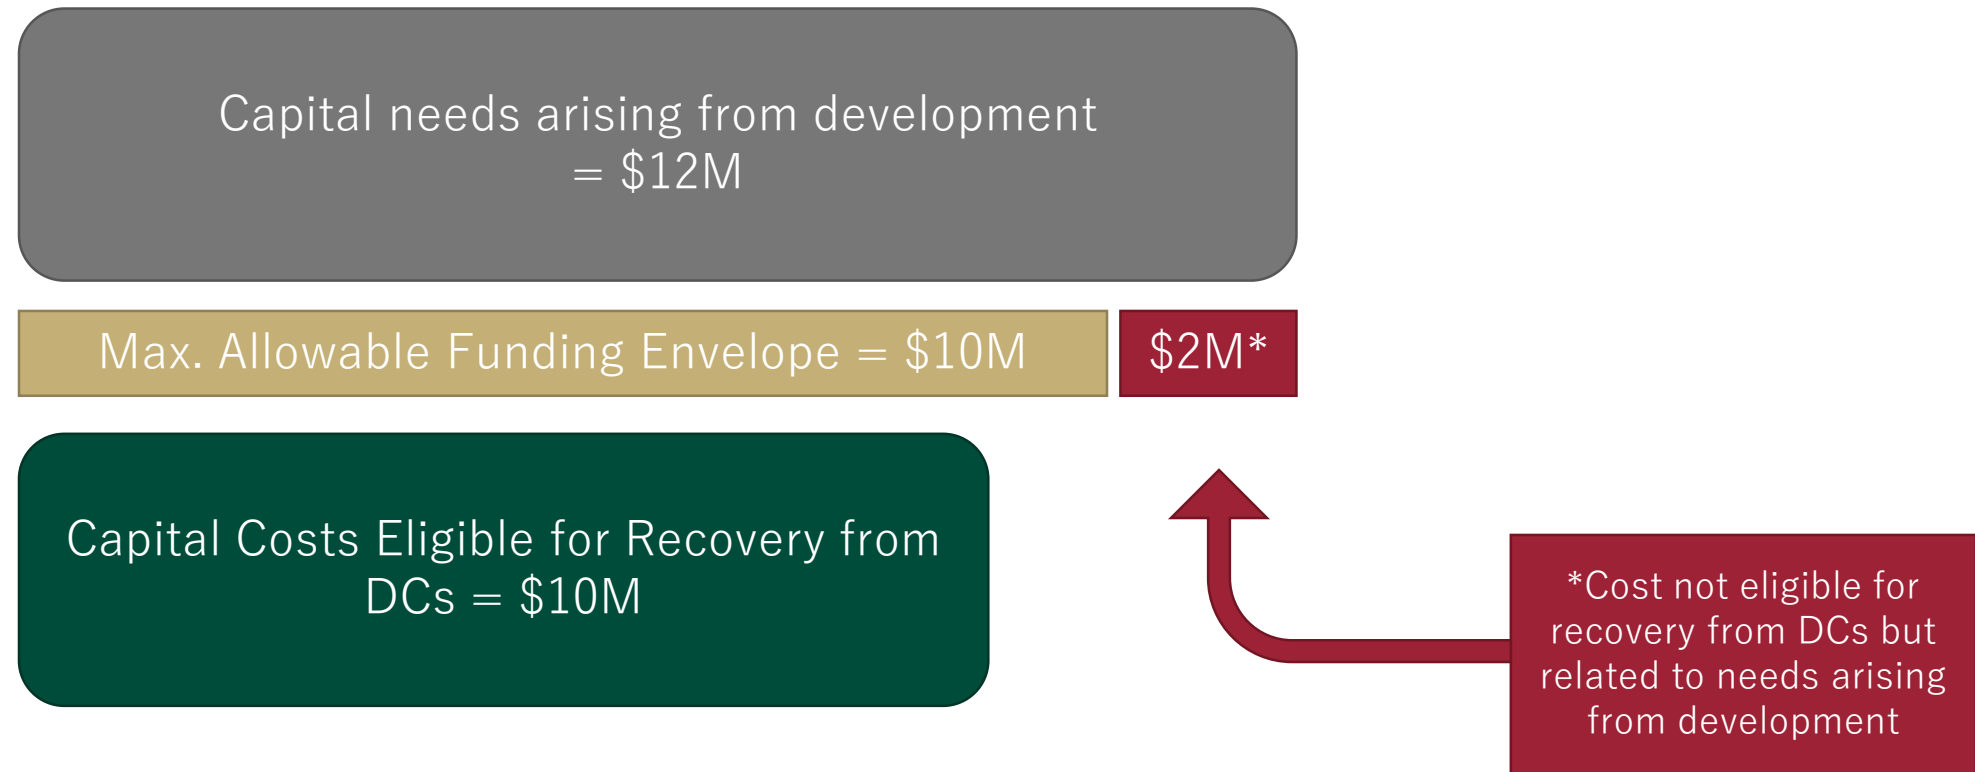 Capital needs arising from development
= $12M
Max. Allowable Funding Envelope = $10M
$2M*
Capital Costs Eligible for Recovery from
DCs = $10M
*Cost not eligible for
recovery from DCs but
related to needs arising
from development